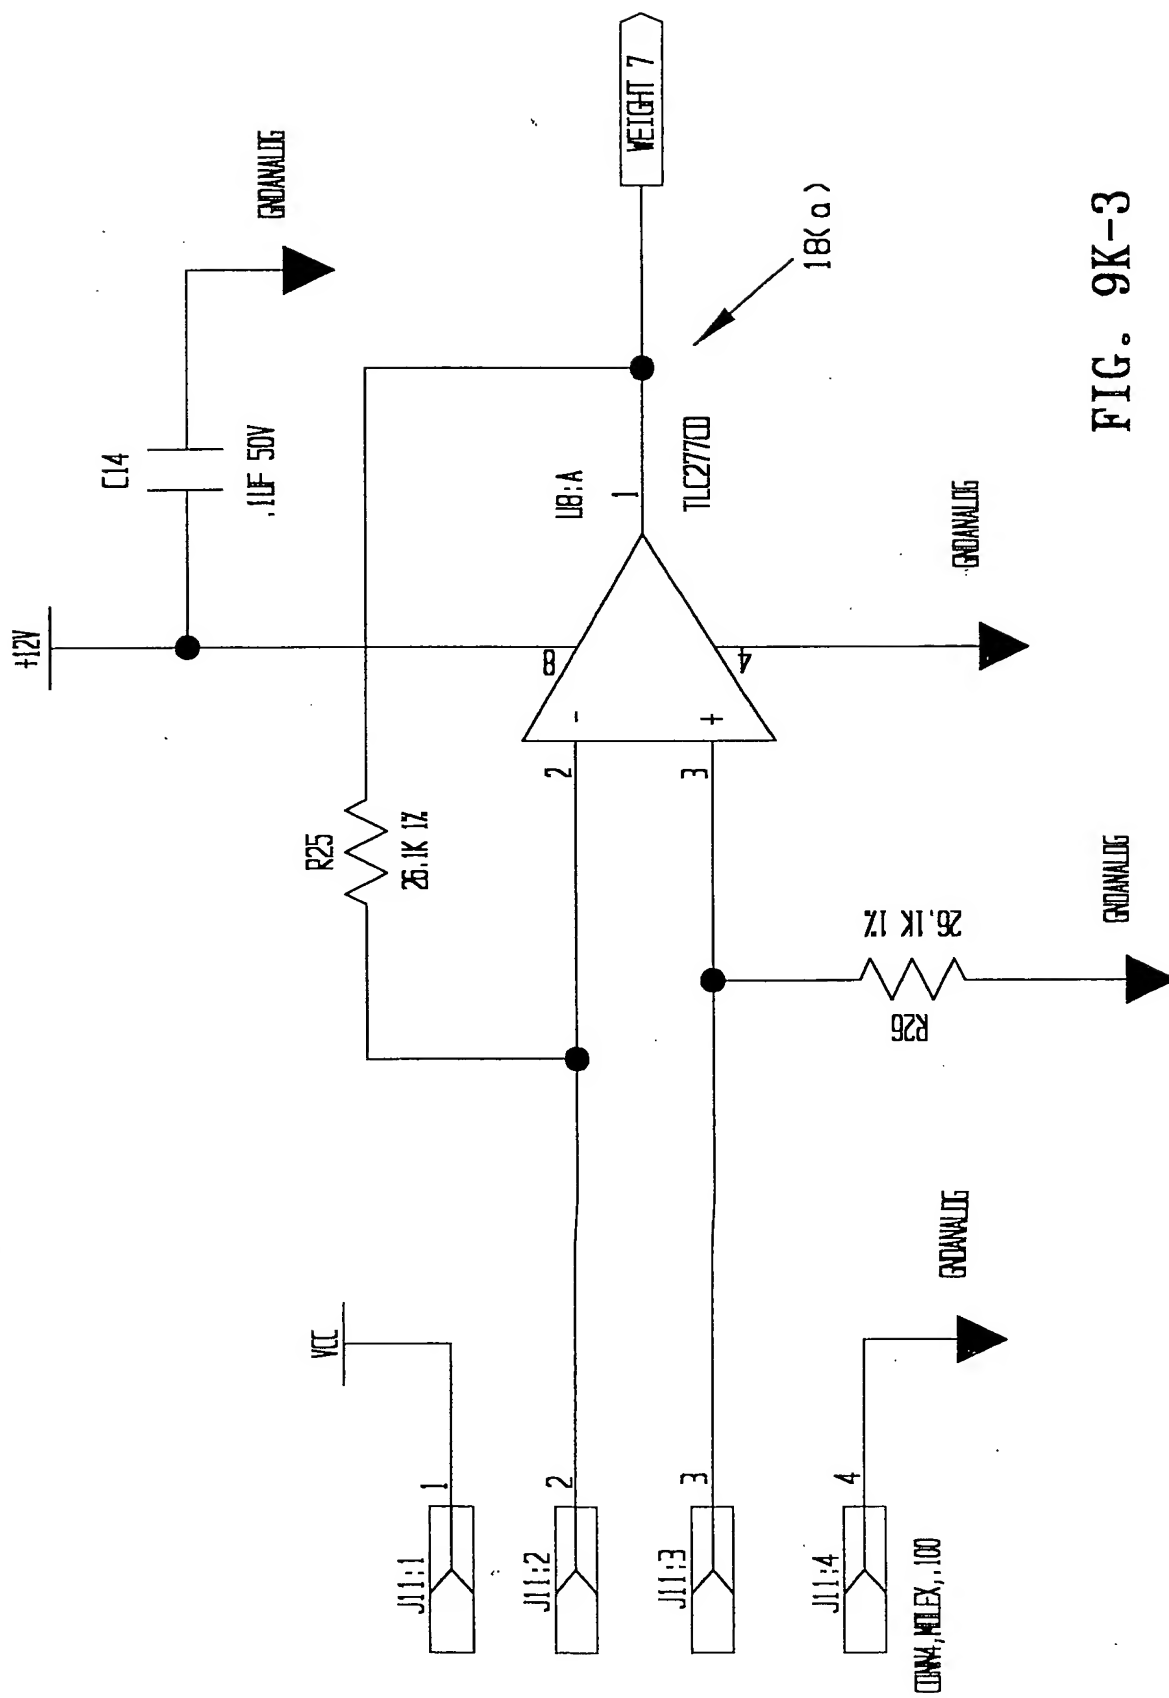 +12V
C14
.1UF 50V
GNDANALOG
R25
26.1K 1%
VCC
J11:1
1
J11:2
2
J11:3
3
J11:4
4
CONN4,MOLEX,.100
GNDANALOG
2
-
3
+
8
4
U8:A
1
TLC277CD
WEIGHT 7
18(a)
GNDANALOG
R26
26.1K 1%
GNDANALOG
FIG. 9K-3